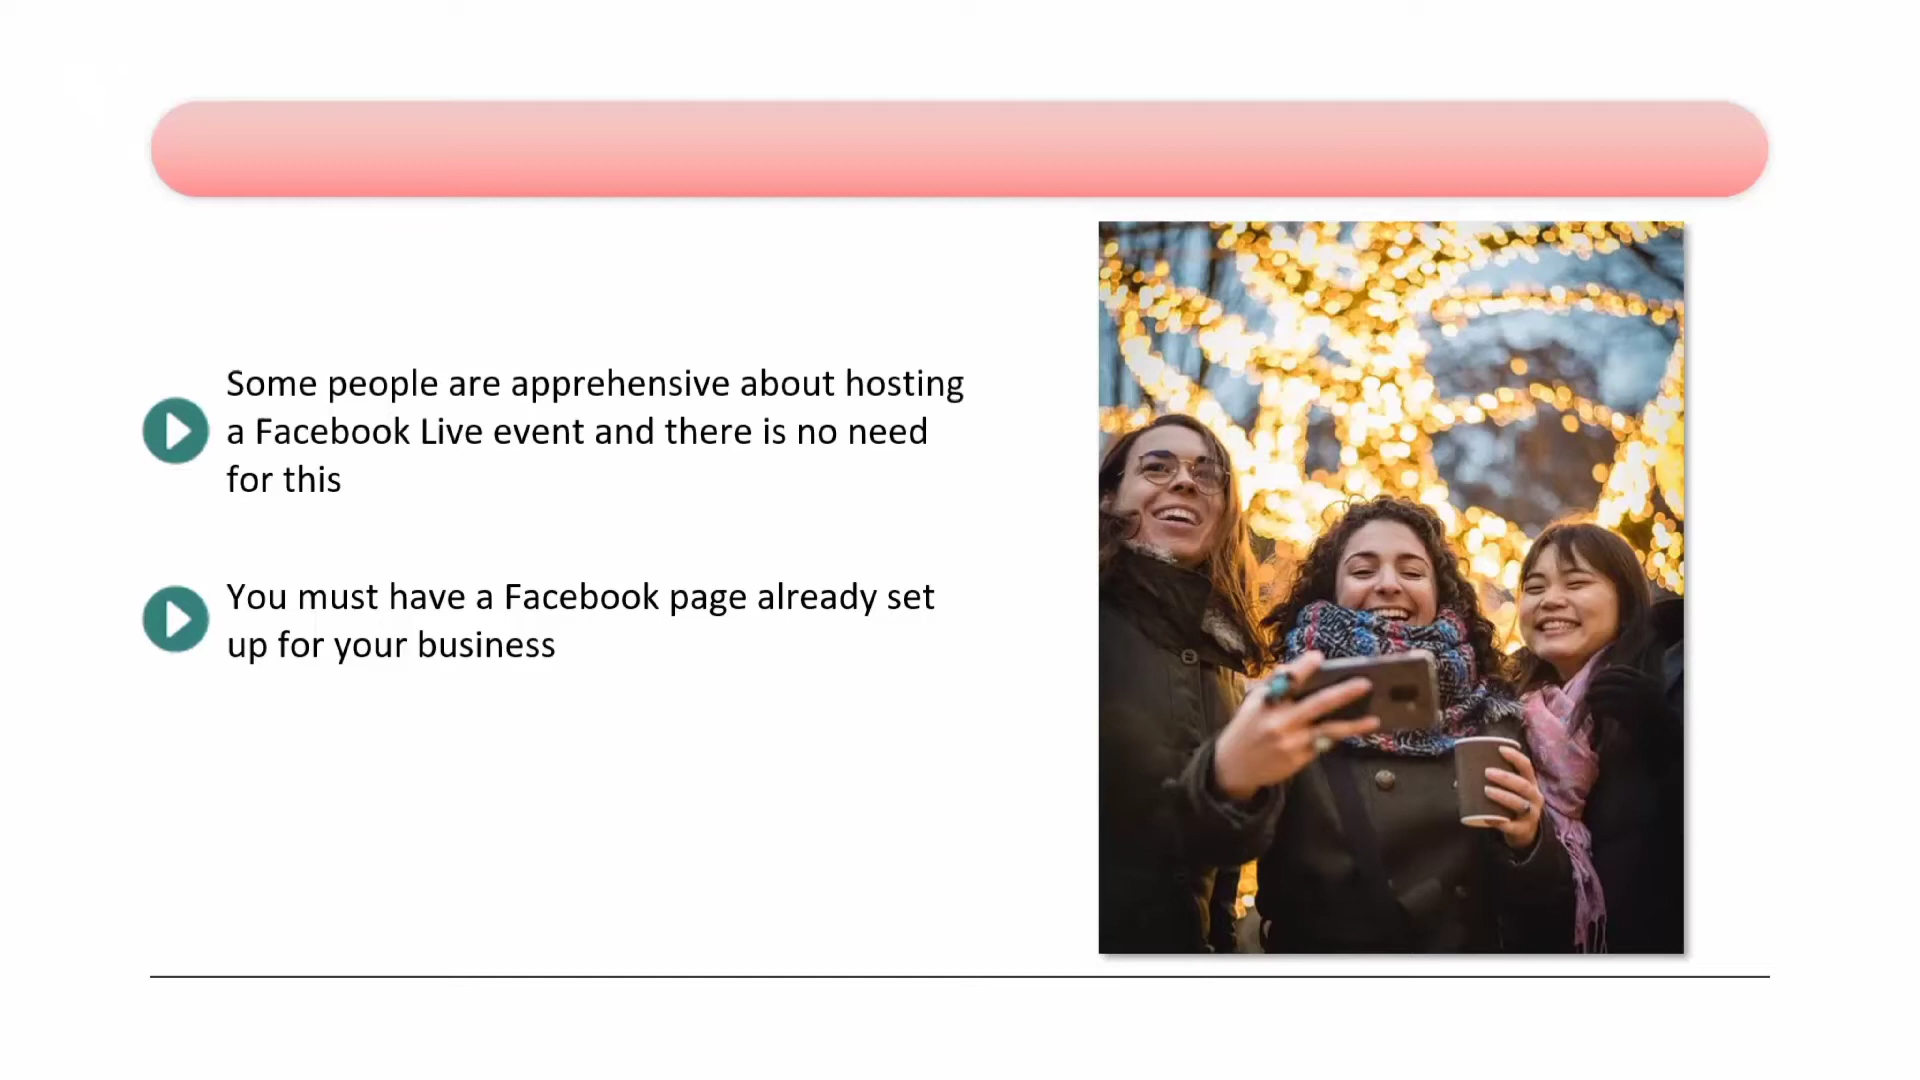 Some people are apprehensive about hosting
a Facebook Live event and there is no need
for this
You must have a Facebook page already set
up for your business